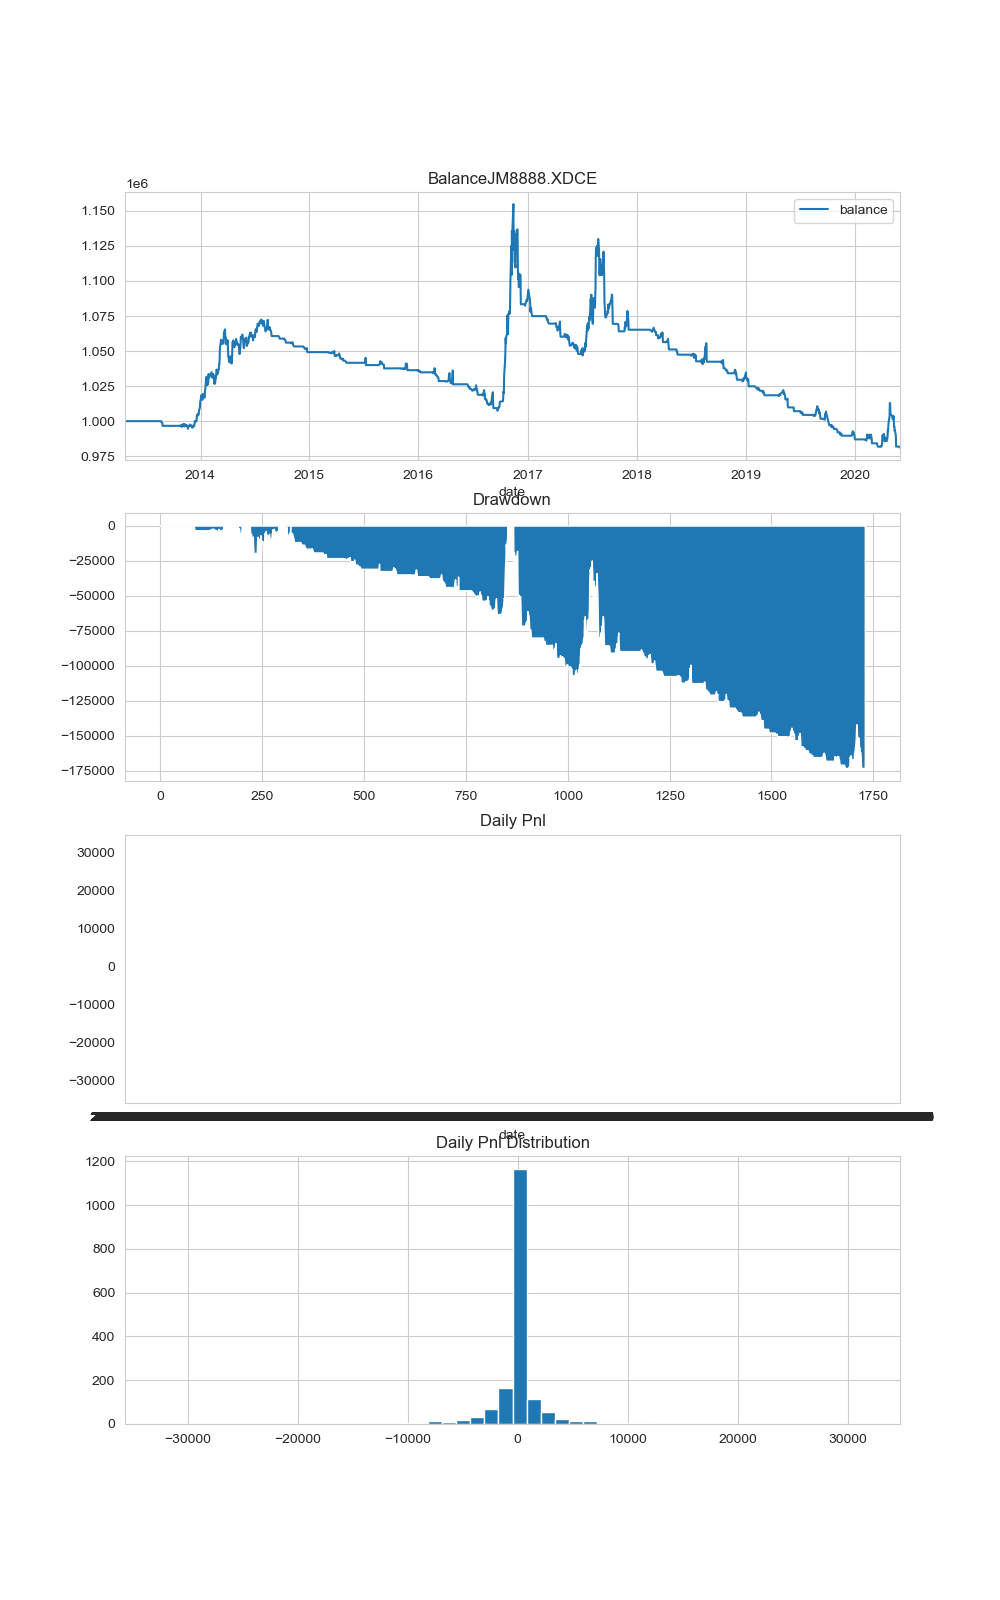 BalanceJM8888.XDCE
1e6
balance
1.150
1.125
1.100
1.075
1.050
1.025
1.000
0.975
2014 2015 2016 2017 2018 2019 2020
date
Drawdown
0
−25000
−50000
−75000
−100000
−125000
−150000
−175000
0 250 500 750 1000 1250 1500 1750
Daily Pnl
30000
20000
10000
0
−10000
−20000
−30000
date
Daily Pnl Distribution
1200
1000
800
600
400
200
0
−30000 −20000 −10000 0 10000 20000 30000